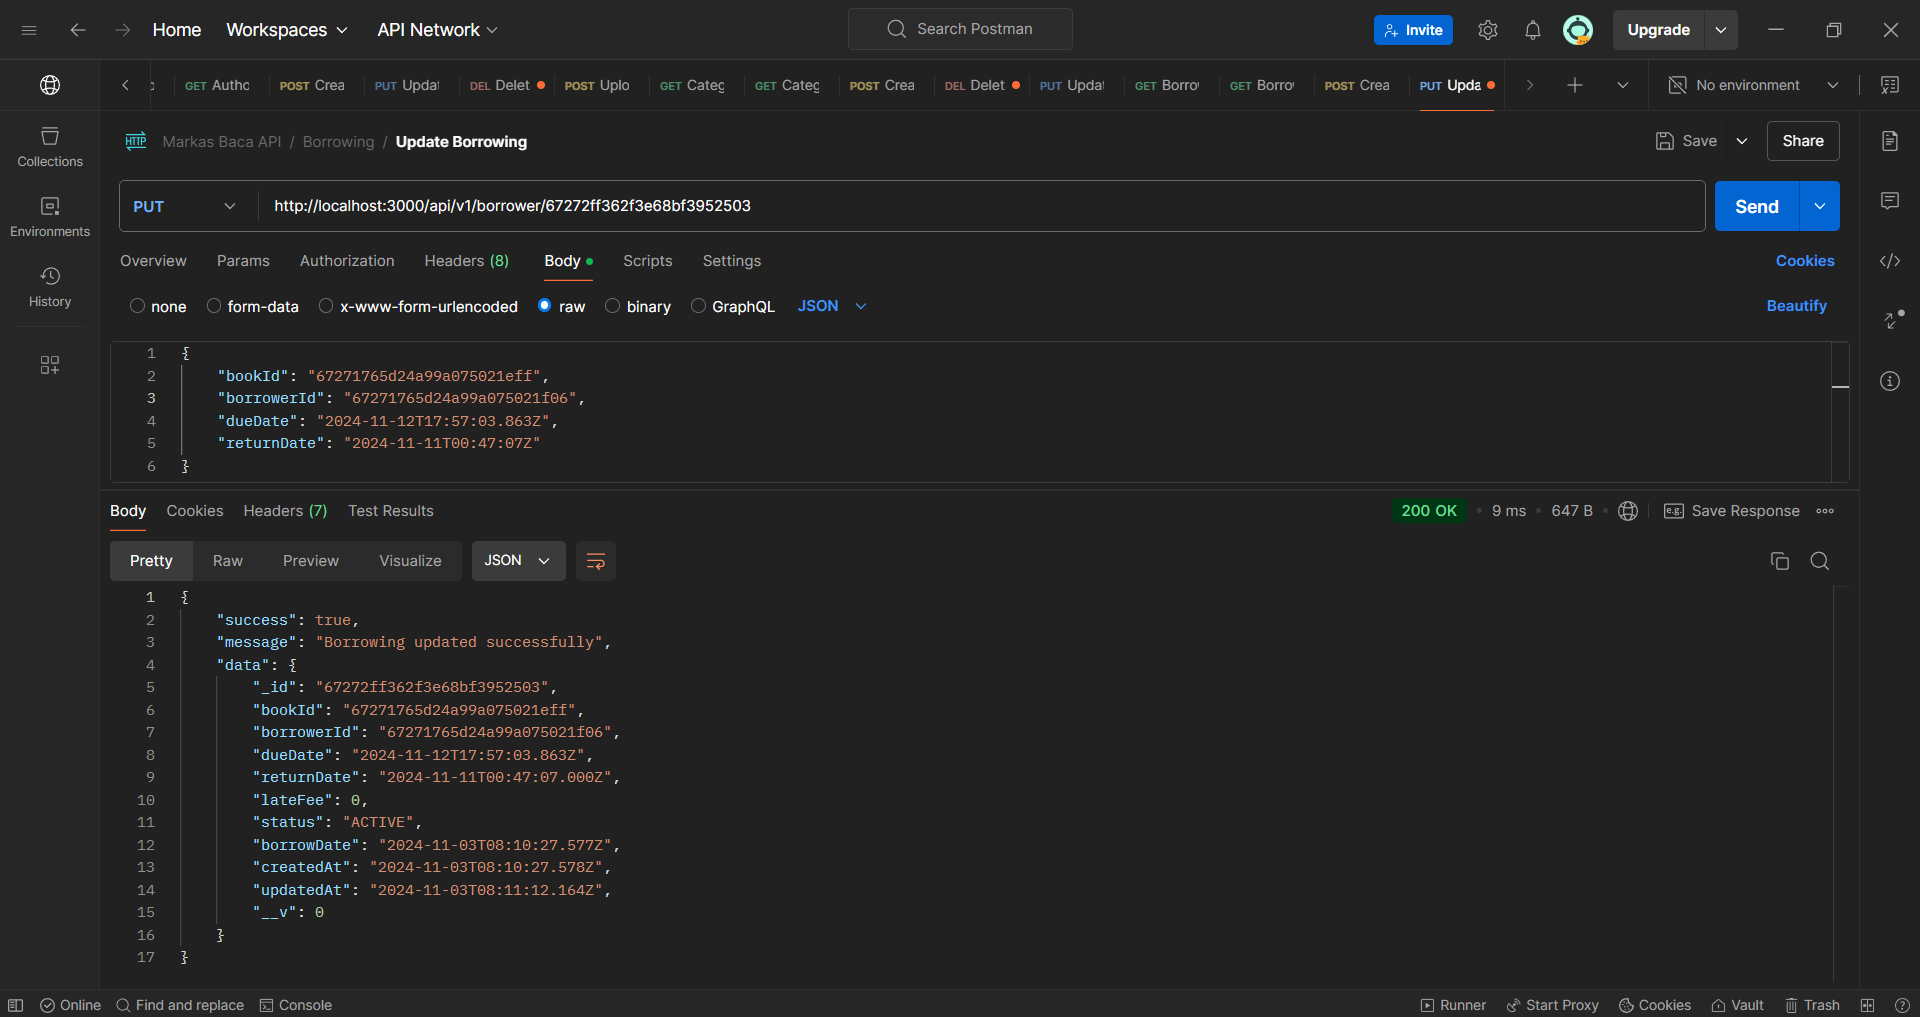 Home Workspaces API Network Search Postman Invite Upgrade
GET Autho POST Crea PUT Updat DEL Delet POST Uplo GET Categ GET Categ POST Crea DEL Delet PUT Updat GET Borro GET Borro POST Crea PUT Upda No environment
HTTP Markas Baca API / Borrowing / Update Borrowing Save Share
Collections
Environments
History
PUT http://localhost:3000/api/v1/borrower/67272ff362f3e68bf3952503 Send
Overview Params Authorization Headers (8) Body Scripts Settings Cookies
none form-data x-www-form-urlencoded raw binary GraphQL JSON Beautify
1 {
2 "bookId": "67271765d24a99a075021eff",
3 "borrowerId": "67271765d24a99a075021f06",
4 "dueDate": "2024-11-12T17:57:03.863Z",
5 "returnDate": "2024-11-11T00:47:07Z"
6 }
Body Cookies Headers (7) Test Results 200 OK 9 ms 647 B e.g. Save Response
Pretty Raw Preview Visualize JSON
1 {
2 "success": true,
3 "message": "Borrowing updated successfully",
4 "data": {
5 "_id": "67272ff362f3e68bf3952503",
6 "bookId": "67271765d24a99a075021eff",
7 "borrowerId": "67271765d24a99a075021f06",
8 "dueDate": "2024-11-12T17:57:03.863Z",
9 "returnDate": "2024-11-11T00:47:07.000Z",
10 "lateFee": 0,
11 "status": "ACTIVE",
12 "borrowDate": "2024-11-03T08:10:27.577Z",
13 "createdAt": "2024-11-03T08:10:27.578Z",
14 "updatedAt": "2024-11-03T08:11:12.164Z",
15 "__v": 0
16 }
17 }
Online Find and replace Console Runner Start Proxy Cookies Vault Trash